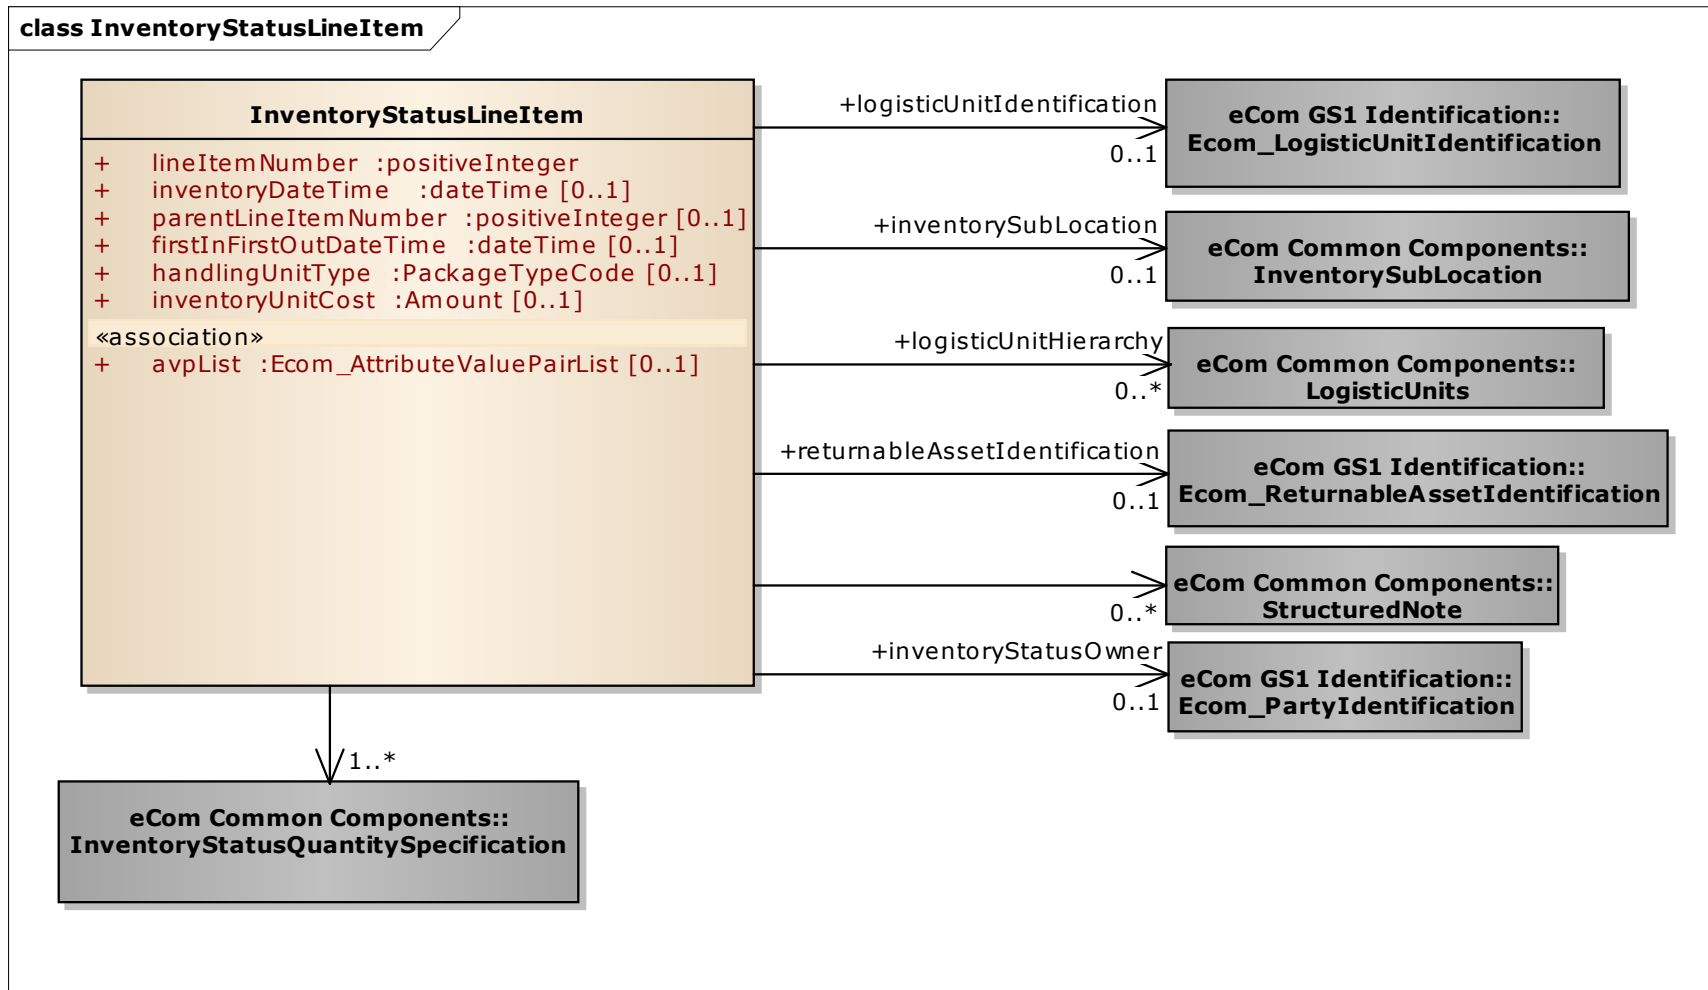 class InventoryStatusLineItem
InventoryStatusLineItem
+ lineItemNumber :positiveInteger
+ inventoryDateTime :dateTime [0..1]
+ parentLineItemNumber :positiveInteger [0..1]
+ firstInFirstOutDateTime :dateTime [0..1]
+ handlingUnitType :PackageTypeCode [0..1]
+ inventoryUnitCost :Amount [0..1]
«association»
+ avpList :Ecom_AttributeValuePairList [0..1]
+logisticUnitIdentification
0..1
eCom GS1 Identification::
Ecom_LogisticUnitIdentification
+inventorySubLocation
0..1
eCom Common Components::
InventorySubLocation
+logisticUnitHierarchy
0..*
eCom Common Components::
LogisticUnits
+returnableAssetIdentification
0..1
eCom GS1 Identification::
Ecom_ReturnableAssetIdentification
0..*
eCom Common Components::
StructuredNote
+inventoryStatusOwner
0..1
eCom GS1 Identification::
Ecom_PartyIdentification
1..*
eCom Common Components::
InventoryStatusQuantitySpecification